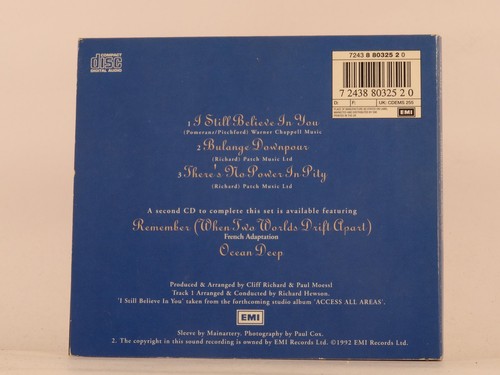 COMPACT
disc
DIGITAL AUDIO
7243 8 80325 2 0
7 24388 03252 0
UK: CDEMS 255
EMI
1 I Still Believe In You
(Pomeranz/Pitchford) Warner Chappell Music
2 Bulange Downpour
(Richard) Patch Music Ltd
3 There's No Power In Pity
(Richard) Patch Music Ltd
A second CD to complete this set is available featuring
Remember (When Two Worlds Drift Apart)
French Adaptation
Ocean Deep
Produced & Arranged by Cliff Richard & Paul Moessl
Track 1 Arranged & Conducted by Richard Hewson.
'I Still Believe In You' taken from the forthcoming studio album 'ACCESS ALL AREAS'.
EMI
Sleeve by Mainartery, Photography by Paul Cox.
2. The copyright in this sound recording is owned by EMI Records Ltd. ©1992 EMI Records Ltd.